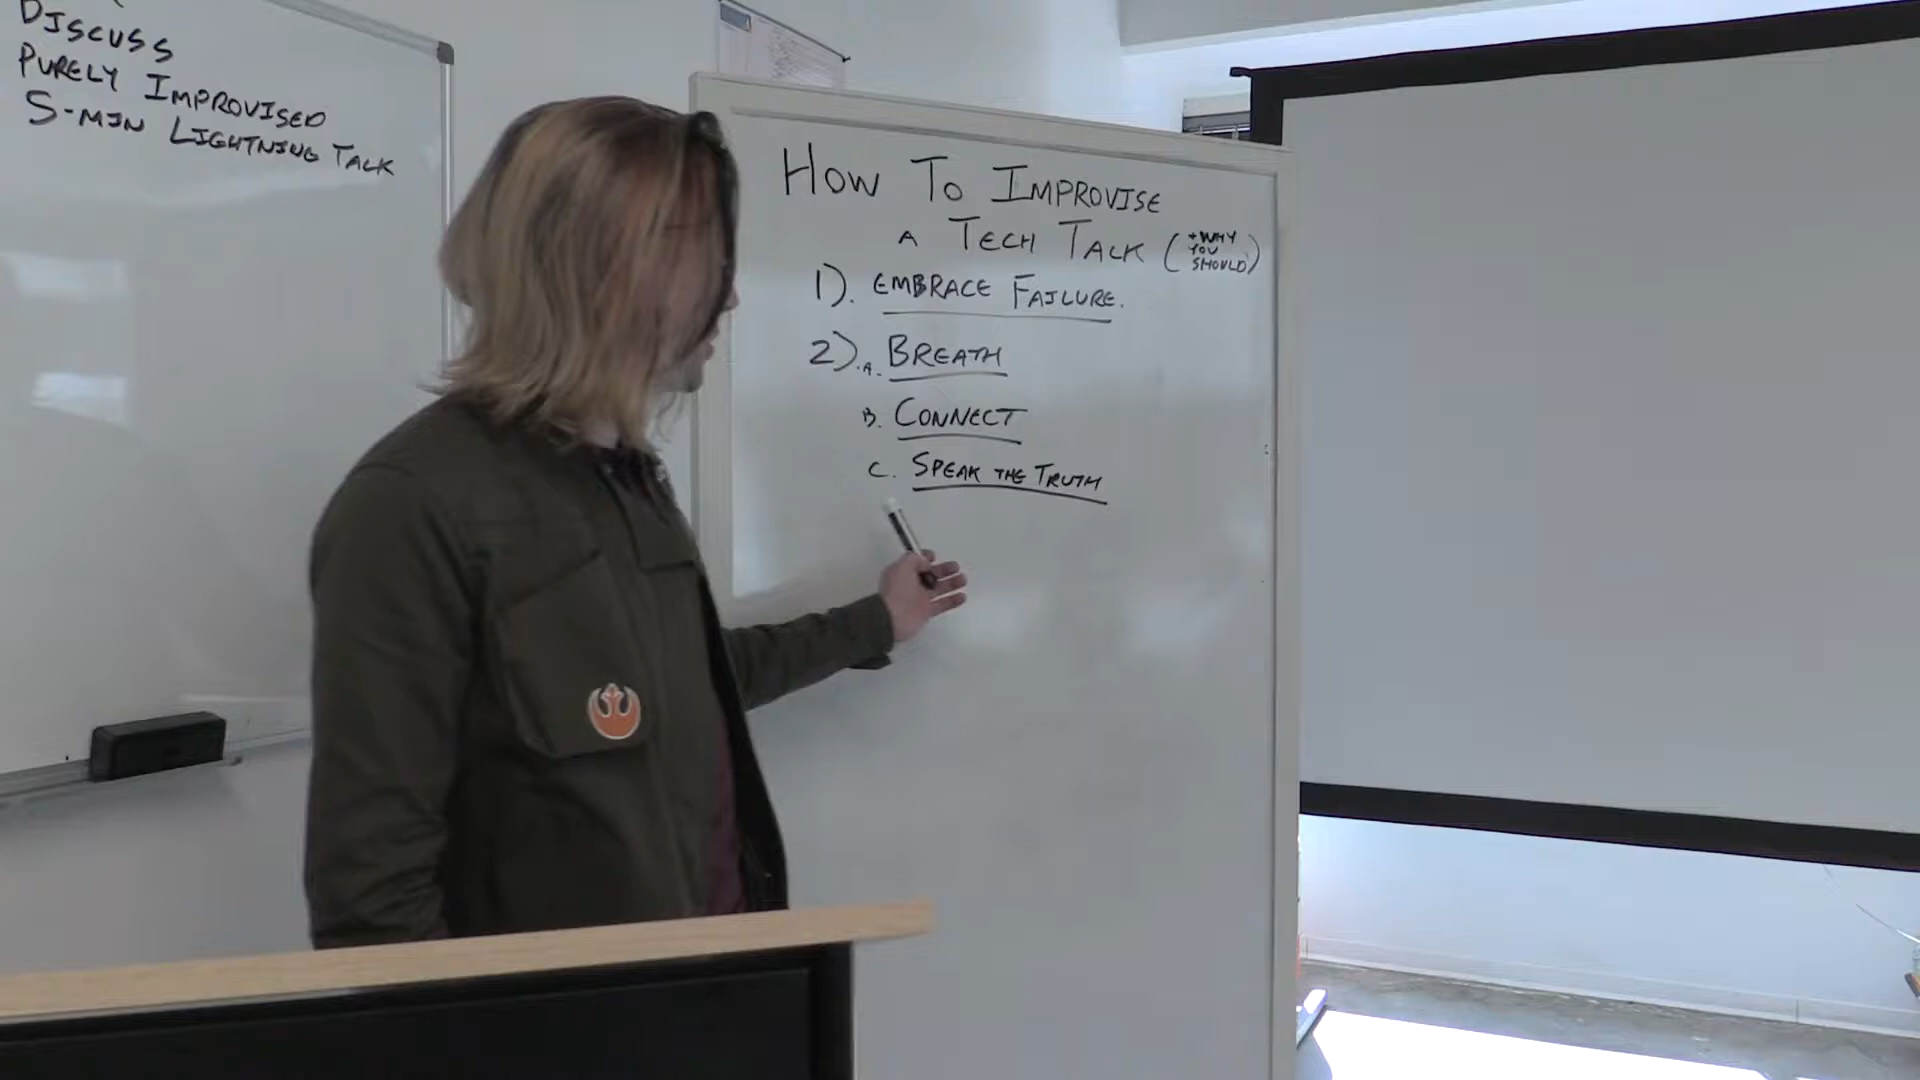 DISCUSS
PURELY IMPROVISED
5-MIN LIGHTNING TALK
HOW TO IMPROVISE
A TECH TALK (+WHY
YOU
SHOULD)
1). EMBRACE FAILURE.
2). A. BREATH
B. CONNECT
C. SPEAK THE TRUTH